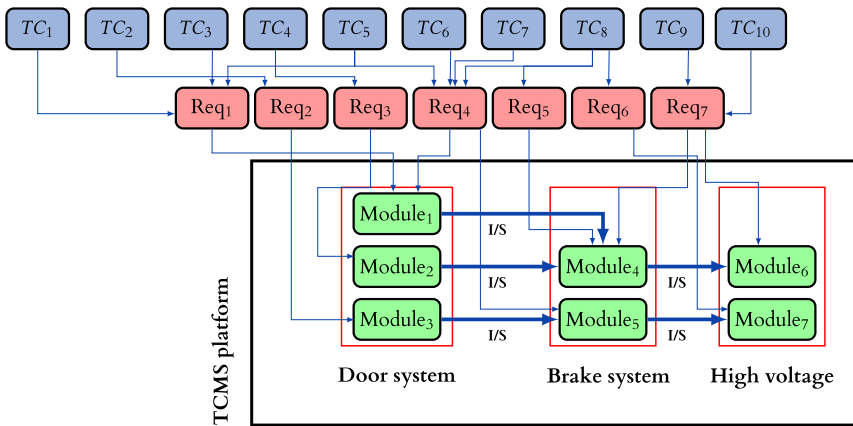 TC₁ TC₂ TC₃ TC₄ TC₅ TC₆ TC₇ TC₈ TC₉ TC₁₀
Req₁ Req₂ Req₃ Req₄ Req₅ Req₆ Req₇
Module₁
I/S
Module₂ Module₄ Module₆
I/S I/S
Module₃ Module₅ Module₇
I/S I/S
Door system Brake system High voltage
TCMS platform